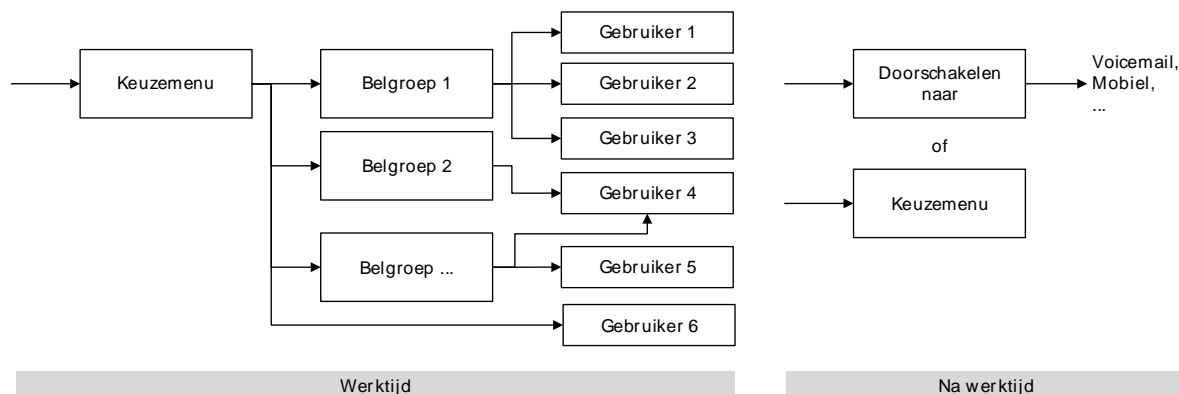 Keuzemenu
Belgroep 1
Belgroep 2
Belgroep ...
Gebruiker 1
Gebruiker 2
Gebruiker 3
Gebruiker 4
Gebruiker 5
Gebruiker 6
Werktijd
Doorschakelen
naar
Voicemail,
Mobiel,
...
of
Keuzemenu
Na werktijd